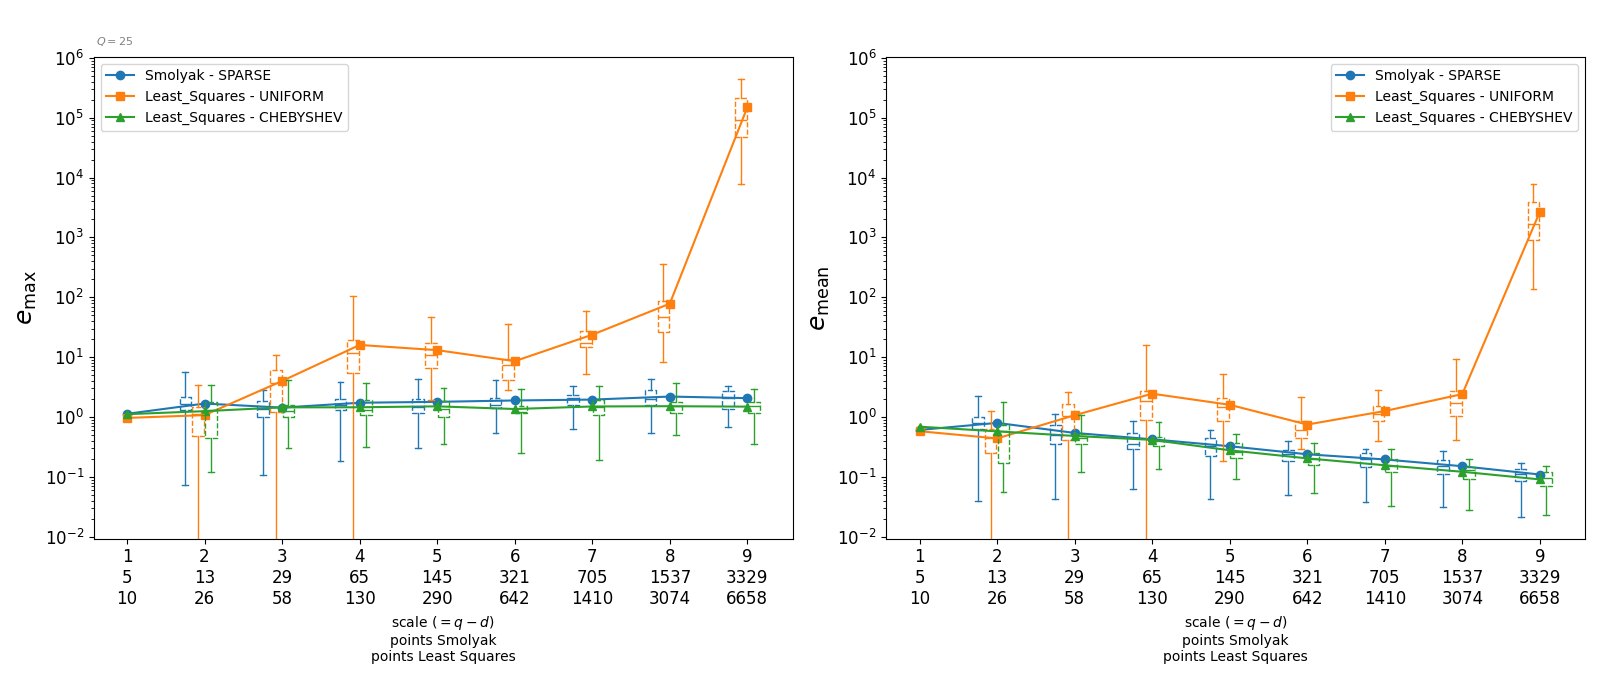 Q = 25
10^6
10^5
10^4
10^3
10^2
10^1
10^0
10^-1
10^-2
e_max
Smolyak - SPARSE
Least_Squares - UNIFORM
Least_Squares - CHEBYSHEV
1 2 3 4 5 6 7 8 9
5 13 29 65 145 321 705 1537 3329
10 26 58 130 290 642 1410 3074 6658
scale (= q − d)
points Smolyak
points Least Squares
10^6
10^5
10^4
10^3
10^2
10^1
10^0
10^-1
10^-2
e_mean
Smolyak - SPARSE
Least_Squares - UNIFORM
Least_Squares - CHEBYSHEV
1 2 3 4 5 6 7 8 9
5 13 29 65 145 321 705 1537 3329
10 26 58 130 290 642 1410 3074 6658
scale (= q − d)
points Smolyak
points Least Squares